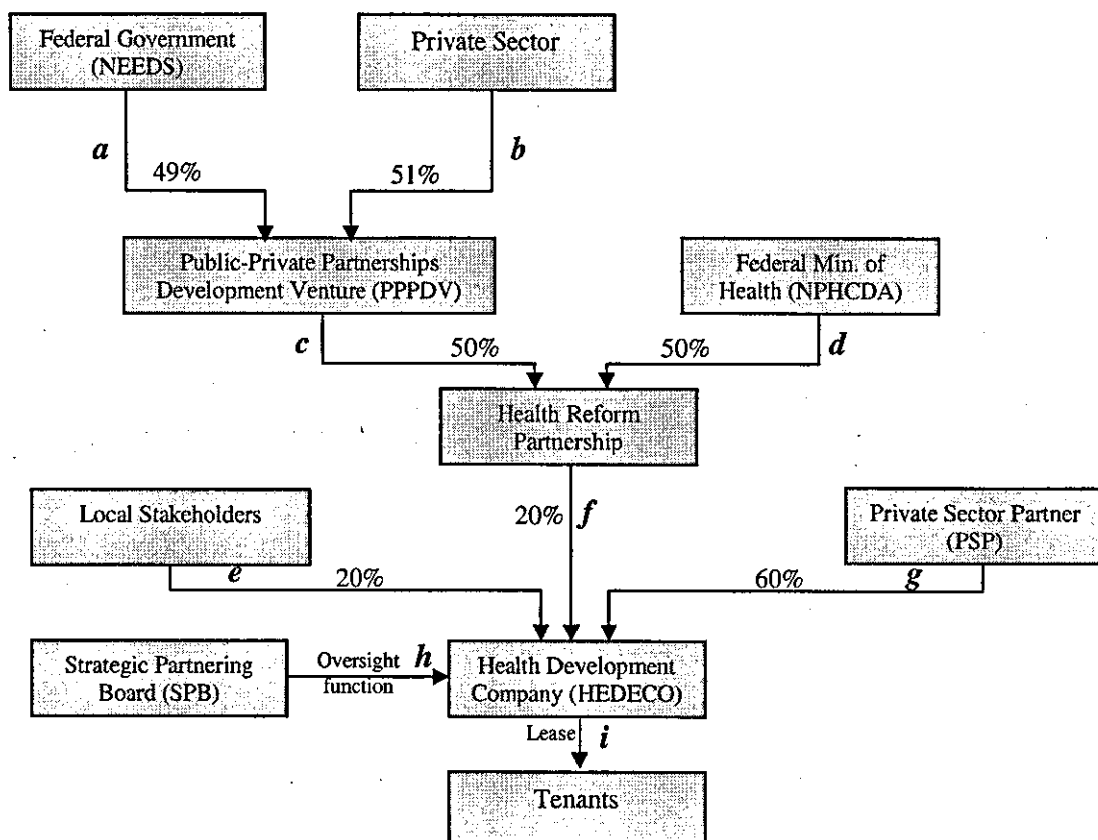 Federal Government
(NEEDS)
Private Sector
a
b
49%
51%
Public-Private Partnerships
Development Venture (PPPDV)
Federal Min. of
Health (NPHCDA)
c
50%
50%
d
Health Reform
Partnership
Local Stakeholders
20%
f
Private Sector Partner
(PSP)
e
20%
60%
g
Strategic Partnering
Board (SPB)
Oversight
function
h
Health Development
Company (HEDECO)
Lease
i
Tenants